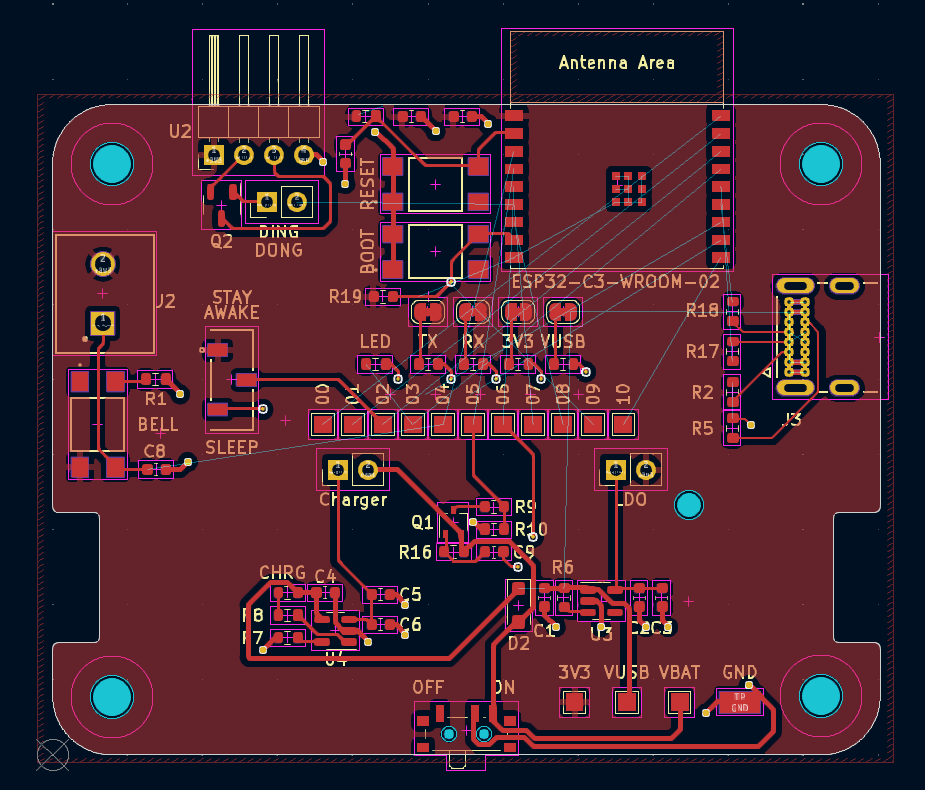 Antenna Area
U2
RESET
Q2
DING
DONG
BOOT
ESP32-C3-WROOM-02
J2
R19
R18
STAY
AWAKE
LED
TX
RX
3V3
VUSB
R17
R1
00
01
02
03
04
05
06
07
08
09
10
R2
BELL
J3
R5
SLEEP
C8
Charger
LDO
Q1
R9
R10
R16
C9
CHRG
C4
R6
C5
R8
C6
R7
U4
D2
C1
U3
C2
C3
3V3
VUSB
VBAT
GND
OFF
ON
TP
GND